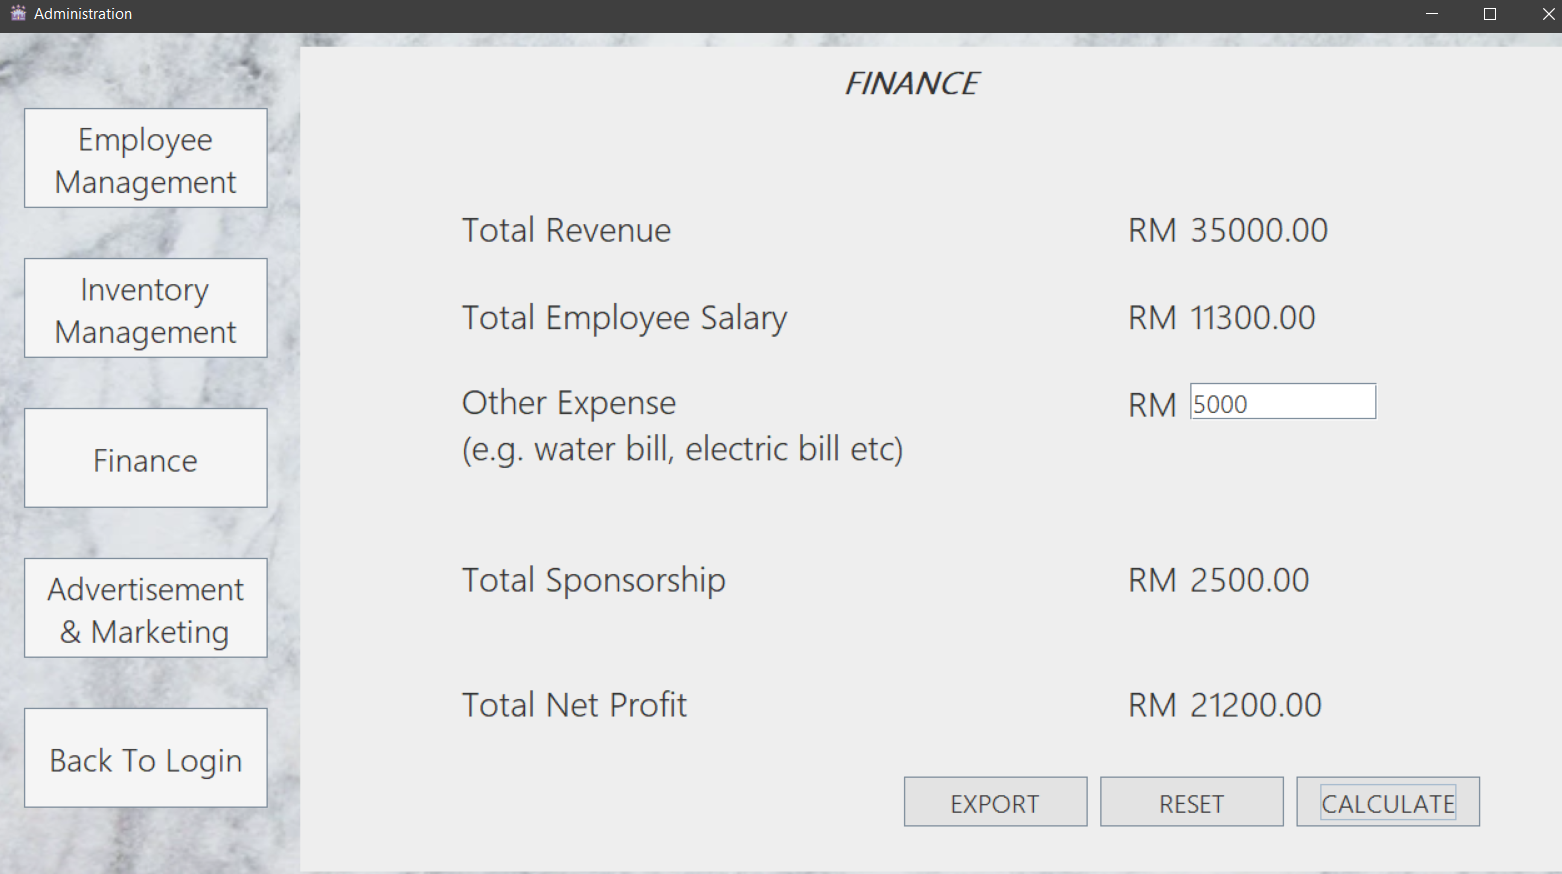 Administration
FINANCE
Employee
Management
Inventory
Management
Finance
Advertisement
& Marketing
Back To Login
Total Revenue RM 35000.00
Total Employee Salary RM 11300.00
Other Expense RM 5000
(e.g. water bill, electric bill etc)
Total Sponsorship RM 2500.00
Total Net Profit RM 21200.00
EXPORT RESET CALCULATE